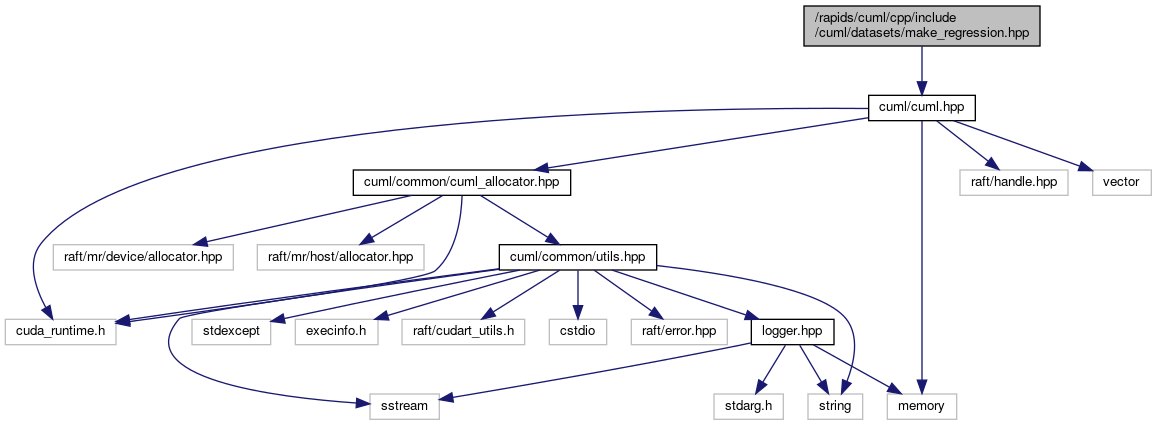 /rapids/cuml/cpp/include
/cuml/datasets/make_regression.hpp
cuml/cuml.hpp
cuml/common/cuml_allocator.hpp
raft/handle.hpp
vector
raft/mr/device/allocator.hpp
raft/mr/host/allocator.hpp
cuml/common/utils.hpp
cuda_runtime.h
stdexcept
execinfo.h
raft/cudart_utils.h
cstdio
raft/error.hpp
logger.hpp
sstream
stdarg.h
string
memory